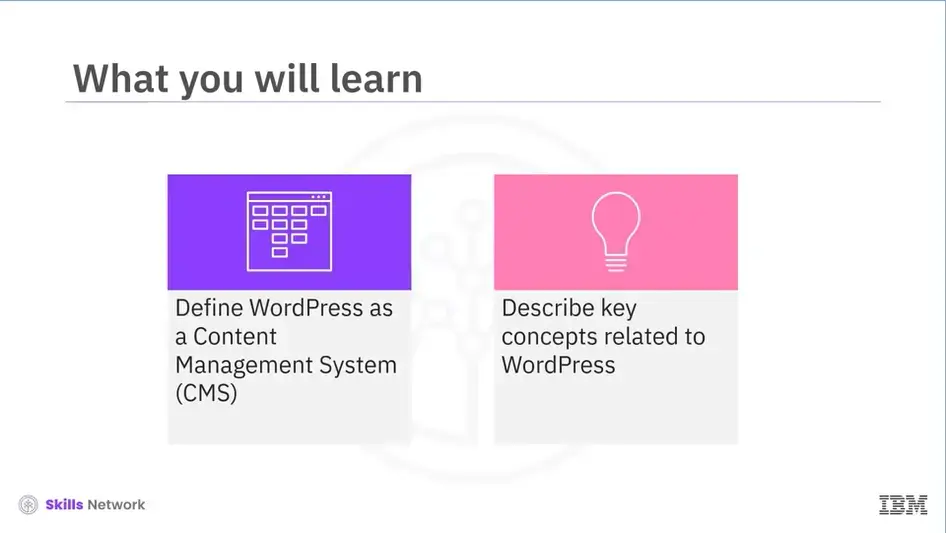 What you will learn
Define WordPress as
a Content
Management System
(CMS)
Describe key
concepts related to
WordPress
Skills Network
IBM